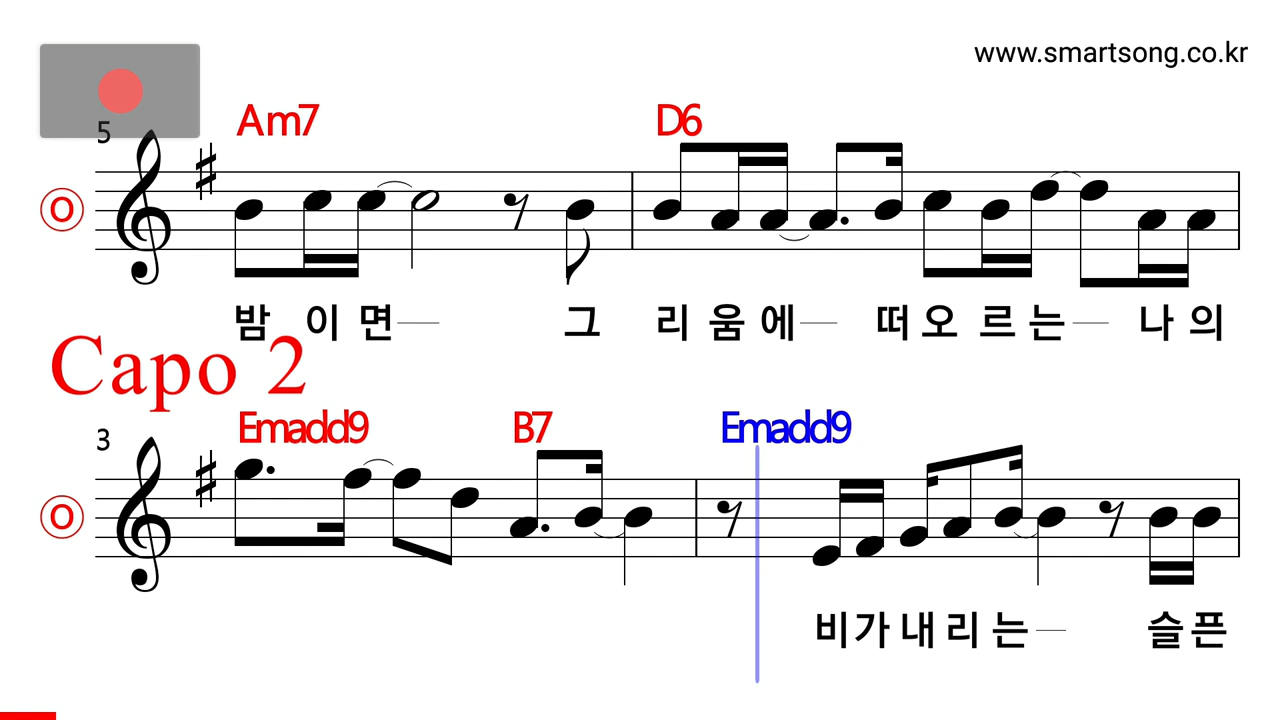 www.smartsong.co.kr
Am7 D6
5
O
밤 이 면 그 리 움 에 떠 오 르 는 나 의
Capo 2
Emadd9 B7 Emadd9
3
O
비 가 내 리 는 슬 픈